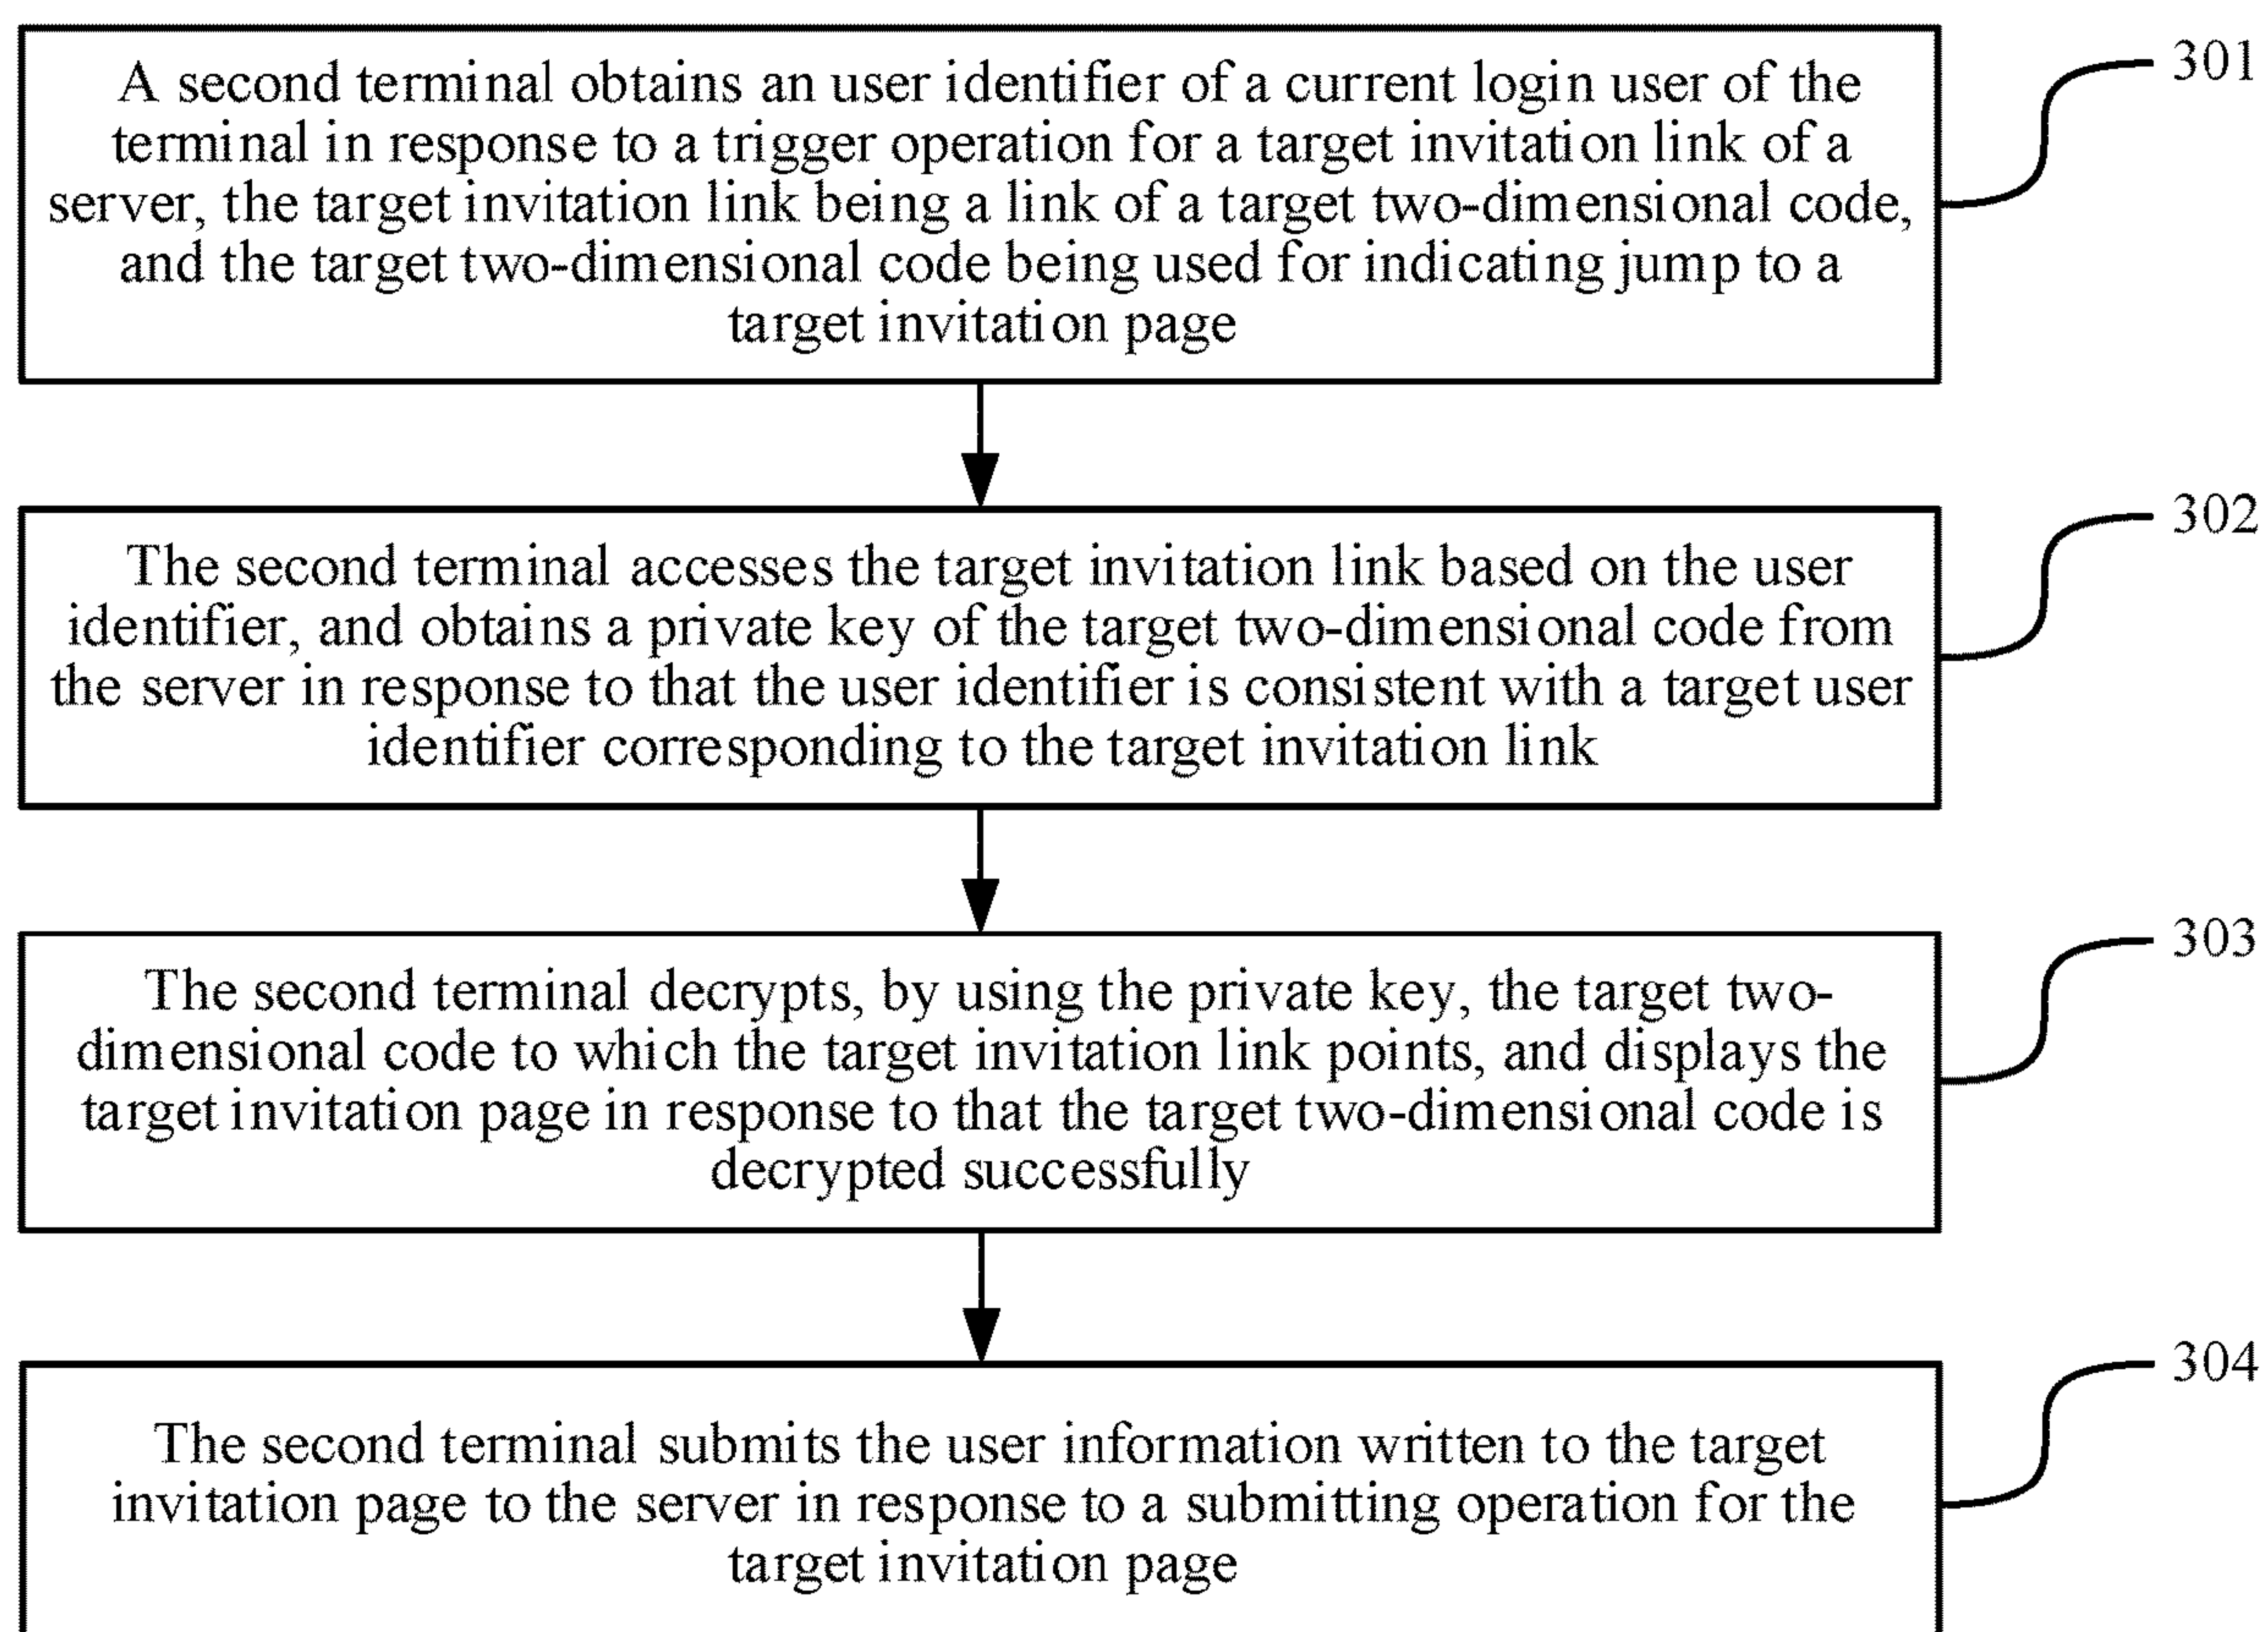 A second terminal obtains an user identifier of a current login user of the
terminal in response to a trigger operation for a target invitation link of a
server, the target invitation link being a link of a target two-dimensional code,
and the target two-dimensional code being used for indicating jump to a
target invitation page
301
The second terminal accesses the target invitation link based on the user
identifier, and obtains a private key of the target two-dimensional code from
the server in response to that the user identifier is consistent with a target user
identifier corresponding to the target invitation link
302
The second terminal decrypts, by using the private key, the target two-
dimensional code to which the target invitation link points, and displays the
target invitation page in response to that the target two-dimensional code is
decrypted successfully
303
The second terminal submits the user information written to the target
invitation page to the server in response to a submitting operation for the
target invitation page
304